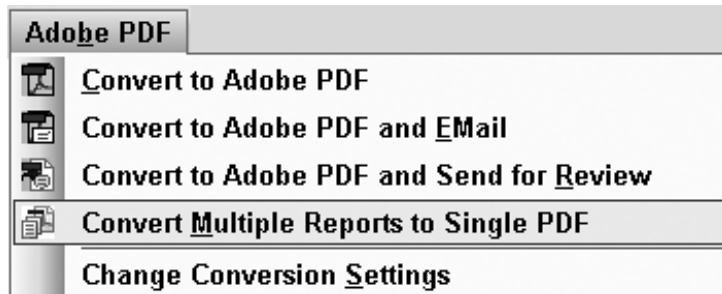 Adobe PDF
Convert to Adobe PDF
Convert to Adobe PDF and EMail
Convert to Adobe PDF and Send for Review
Convert Multiple Reports to Single PDF
Change Conversion Settings